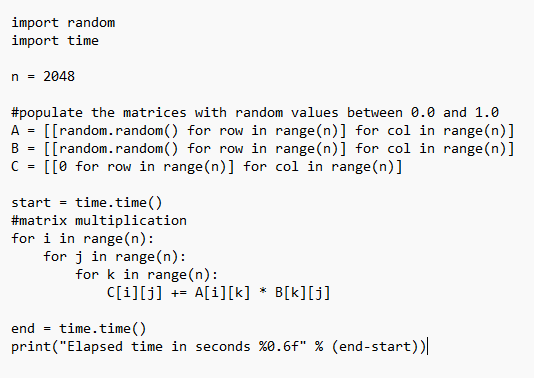 import random
import time

n = 2048

#populate the matrices with random values between 0.0 and 1.0
A = [[random.random() for row in range(n)] for col in range(n)]
B = [[random.random() for row in range(n)] for col in range(n)]
C = [[0 for row in range(n)] for col in range(n)]

start = time.time()
#matrix multiplication
for i in range(n):
    for j in range(n):
        for k in range(n):
            C[i][j] += A[i][k] * B[k][j]

end = time.time()
print("Elapsed time in seconds %0.6f" % (end-start))